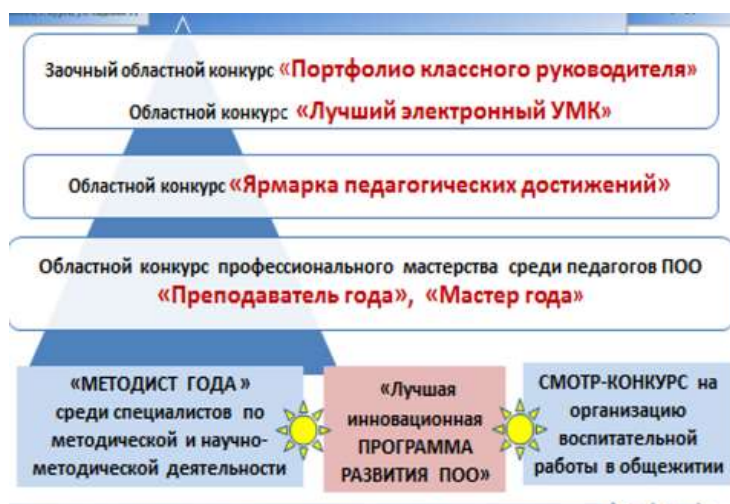 Заочный областной конкурс «Портфолио классного руководителя»
Областной конкурс «Лучший электронный УМК»
Областной конкурс «Ярмарка педагогических достижений»
Областной конкурс профессионального мастерства среди педагогов ПОО
«Преподаватель года», «Мастер года»
«МЕТОДИСТ ГОДА»
среди специалистов по
методической и научно-
методической деятельности
«Лучшая
инновационная
ПРОГРАММА
РАЗВИТИЯ ПОО»
СМОТР-КОНКУРС на
организацию
воспитательной
работы в общежитии